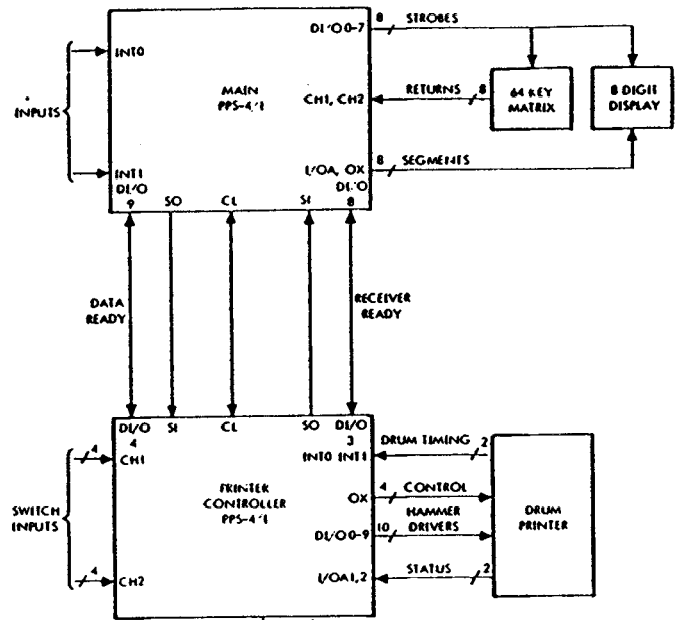 DI/O 0-7
8
STROBES
INT0
INPUTS
MAIN
PPS-4/1
CH1, CH2
RETURNS
8
64 KEY
MATRIX
8 DIGIT
DISPLAY
INT1
DI/O
9
SO
CL
SI
I/OA, OX
DI/O
8
8
SEGMENTS
DATA
READY
RECEIVER
READY
DI/O
4
SI
CL
SO
DI/O
3
4
CH1
SWITCH
INPUTS
PRINTER
CONTROLLER
PPS-4/1
4
CH2
INT0 INT1
DRUM TIMING
2
OX
4
CONTROL
DI/O 0-9
10
HAMMER
DRIVERS
I/OA1,2
STATUS
2
DRUM
PRINTER